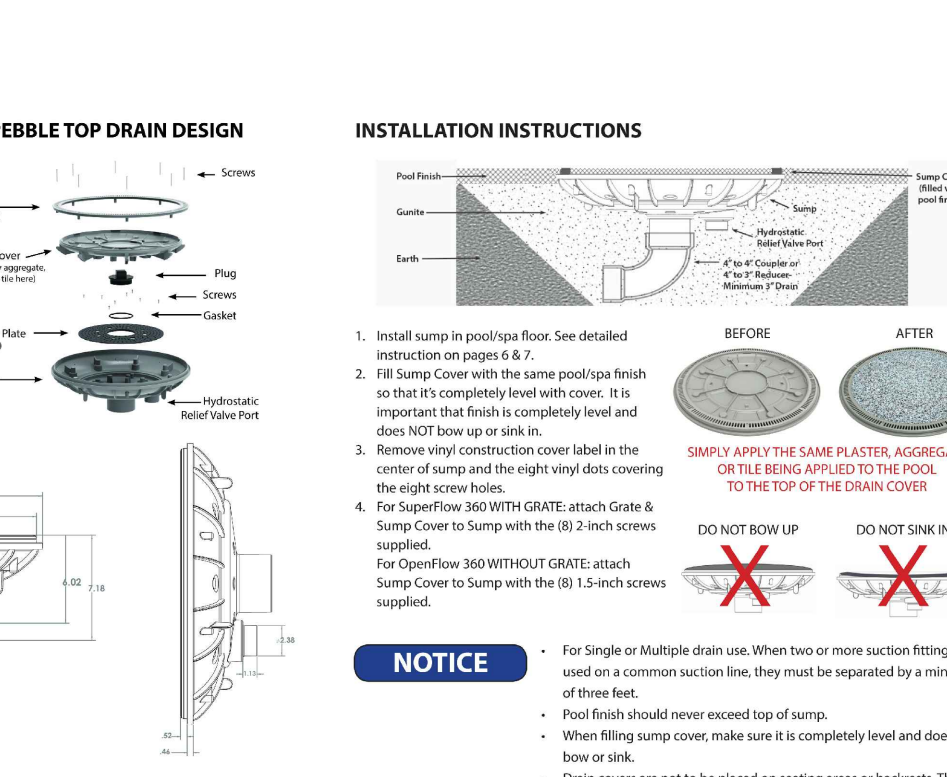 EBBLE TOP DRAIN DESIGN
Screws
over
aggregate,
tile here)
Plug
Screws
Gasket
Plate
Hydrostatic
Relief Valve Port
6.02
7.18
2.38
1.13
.52
.46
INSTALLATION INSTRUCTIONS
Pool Finish
Gunite
Earth
Sump
Hydrostatic
Relief Valve Port
4" to 4" Coupler or
4" to 3" Reducer-
Minimum 3" Drain
Sump C
(filled
pool fin
1. Install sump in pool/spa floor. See detailed
instruction on pages 6 & 7.
2. Fill Sump Cover with the same pool/spa finish
so that it's completely level with cover. It is
important that finish is completely level and
does NOT bow up or sink in.
3. Remove vinyl construction cover label in the
center of sump and the eight vinyl dots covering
the eight screw holes.
4. For SuperFlow 360 WITH GRATE: attach Grate &
Sump Cover to Sump with the (8) 2-inch screws
supplied.
For OpenFlow 360 WITHOUT GRATE: attach
Sump Cover to Sump with the (8) 1.5-inch screws
supplied.
BEFORE
AFTER
SIMPLY APPLY THE SAME PLASTER, AGGREGA
OR TILE BEING APPLIED TO THE POOL
TO THE TOP OF THE DRAIN COVER
DO NOT BOW UP
DO NOT SINK IN
NOTICE
• For Single or Multiple drain use. When two or more suction fitting
used on a common suction line, they must be separated by a min
of three feet.
• Pool finish should never exceed top of sump.
• When filling sump cover, make sure it is completely level and doe
bow or sink.